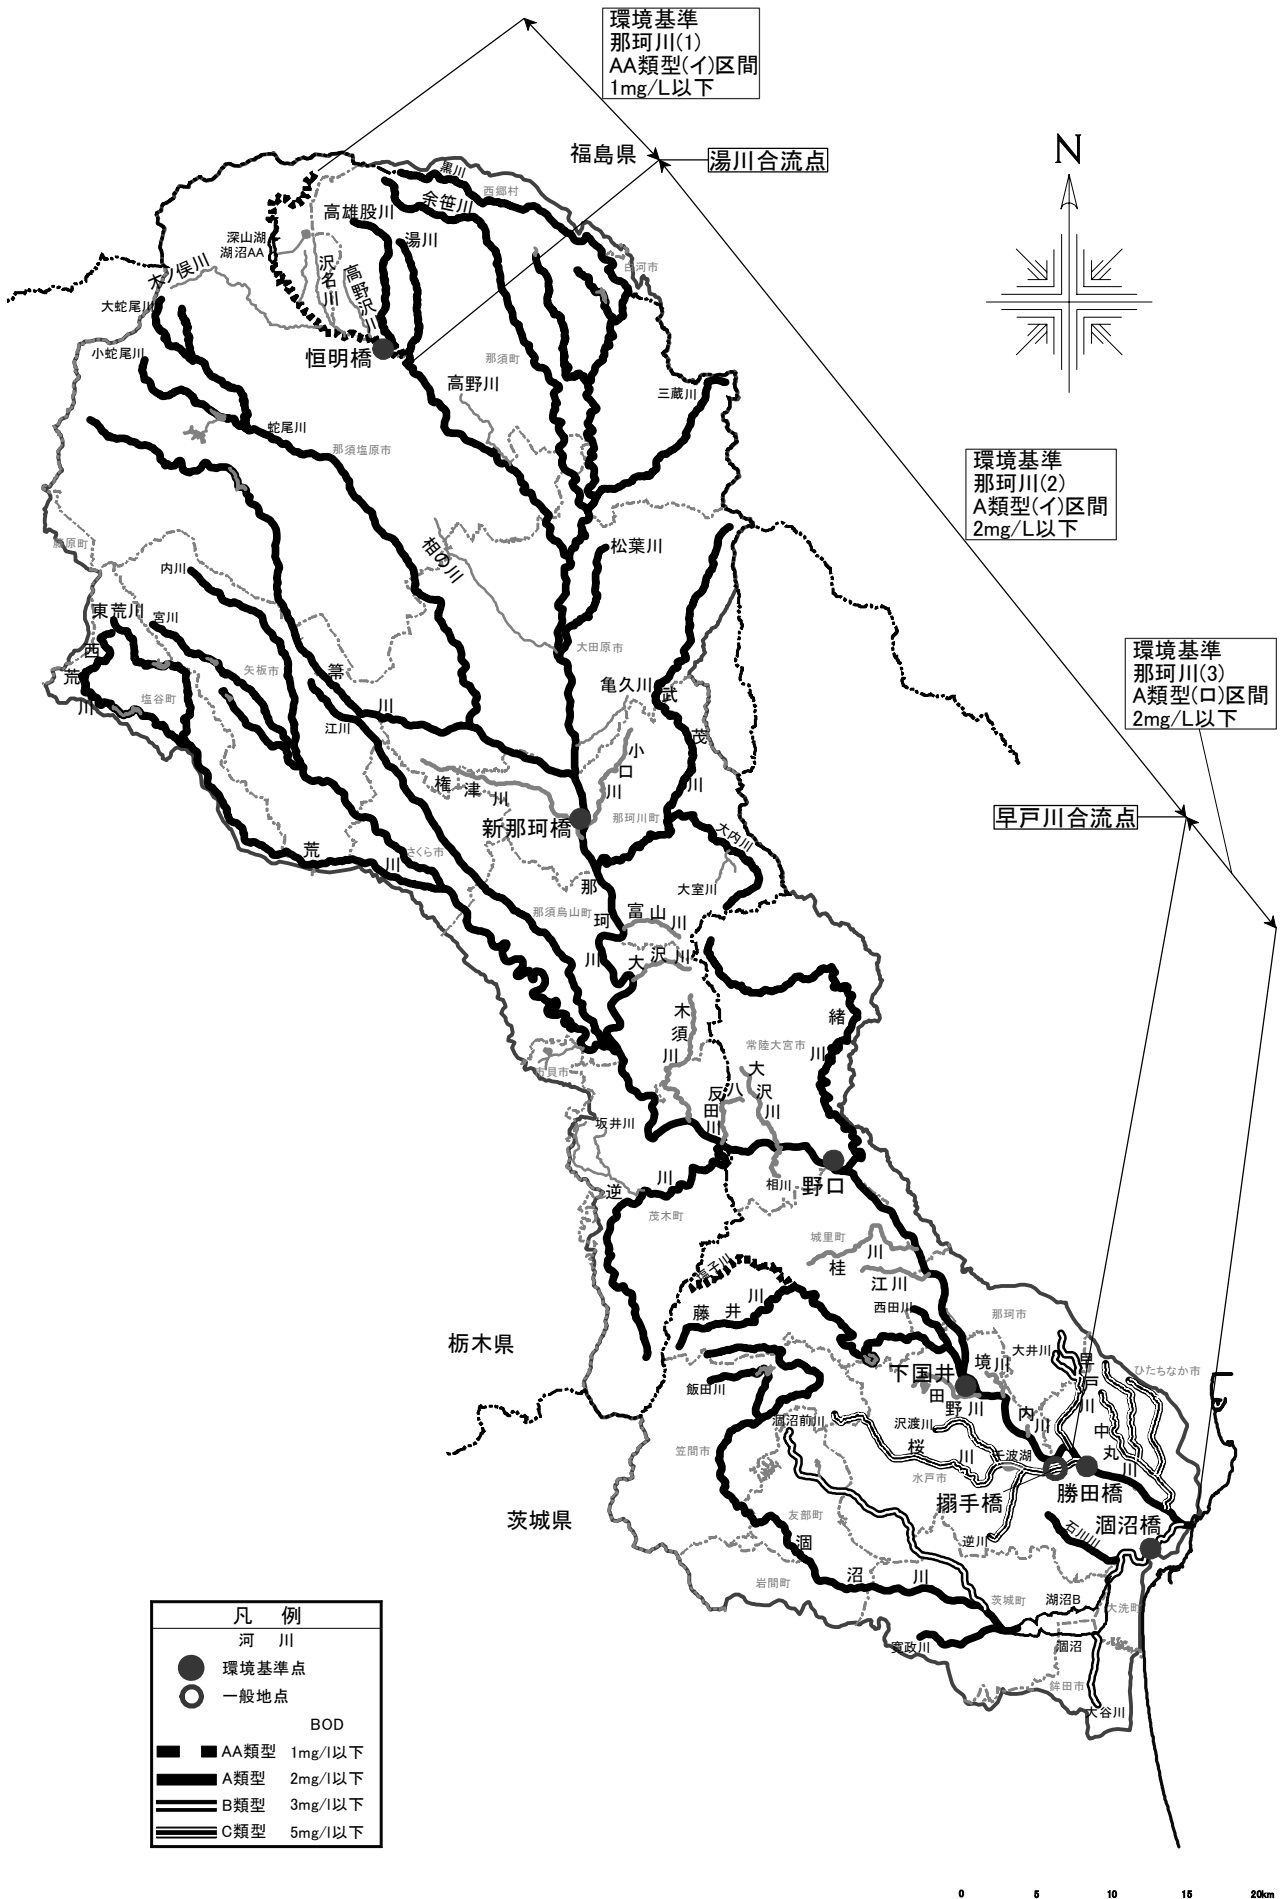 環境基準
那珂川(1)
AA類型(イ)区間
1mg/L以下
福島県
湯川合流点
N
黒川
西郷村
余笹川
高雄股川
湯川
深山湖
湖沼AA
沢名川
高野沢川
木ノ俣川
白河市
大蛇尾川
小蛇尾川
恒明橋
那須町
高野川
三蔵川
蛇尾川
那須塩原市
環境基準
那珂川(2)
A類型(イ)区間
2mg/L以下
藤原町
相の川
松葉川
内川
東荒川
宮川
西荒川
矢板市
塩谷町
大田原市
箒川
江川
亀久川
武茂川
小口川
環境基準
那珂川(3)
A類型(ロ)区間
2mg/L以下
権津川
新那珂橋
那珂川町
早戸川合流点
大内川
大室川
荒川
さくら市
那須烏山町
那珂川
富山川
大沢川
木須川
緒川
常陸大宮市
市貝市
大沢川
八反田川
坂井川
逆川
相川
野口
茂木町
城里町
桂川
江川
藤井川
西田川
那珂市
栃木県
大井川
早戸川
ひたちなか市
下国井
境川
田野川
飯田川
涸沼前川
沢渡川
内川
中丸川
笠間市
桜川
千波湖
水戸市
搦手橋
勝田橋
茨城県
友部町
涸沼橋
石川川
逆川
涸沼川
岩間町
茨城町
湖沼B
大洗町
寛政川
涸沼
鉾田市
大谷川
凡 例
河 川
環境基準点
一般地点
BOD
AA類型 1mg/l以下
A類型 2mg/l以下
B類型 3mg/l以下
C類型 5mg/l以下
0 5 10 15 20km